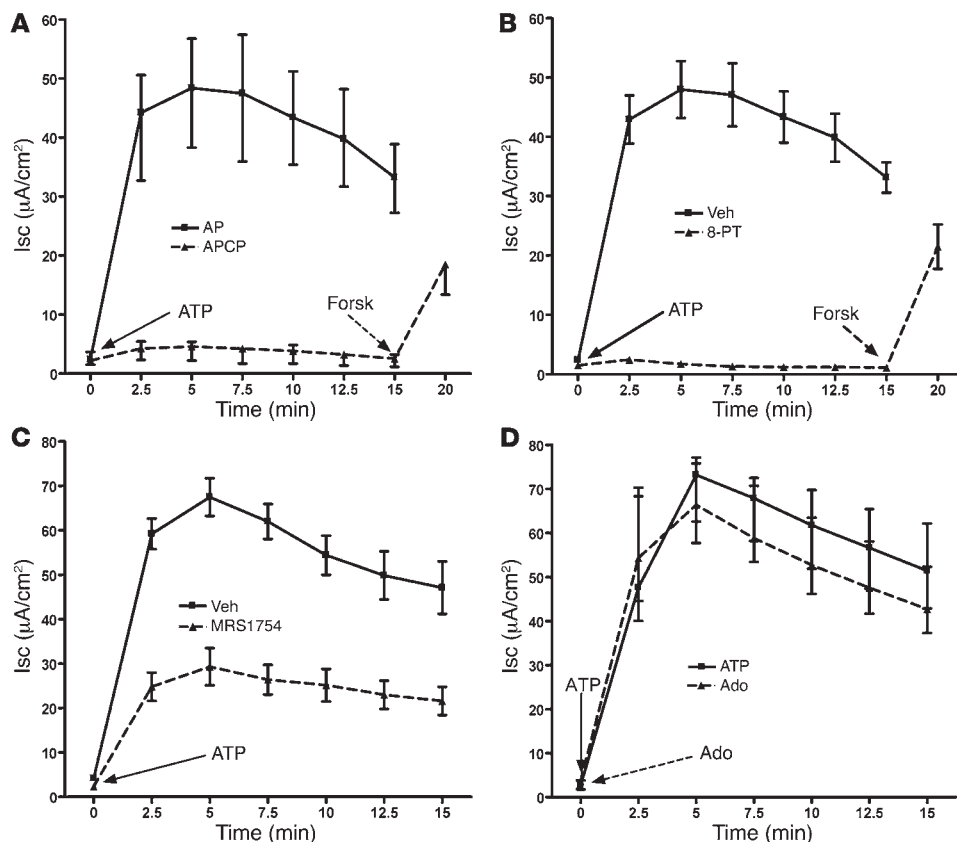 A
60
50
40
30
20
10
0
Isc (µA/cm²)
AP
APCP
ATP
Forsk
0 2.5 5 7.5 10 12.5 15 20
Time (min)
B
60
50
40
30
20
10
0
Isc (µA/cm²)
Veh
8-PT
ATP
Forsk
0 2.5 5 7.5 10 12.5 15 20
Time (min)
C
80
70
60
50
40
30
20
10
0
Isc (µA/cm²)
Veh
MRS1754
ATP
0 2.5 5 7.5 10 12.5 15
Time (min)
D
80
70
60
50
40
30
20
10
0
Isc (µA/cm²)
ATP
Ado
ATP
Ado
0 2.5 5 7.5 10 12.5 15
Time (min)